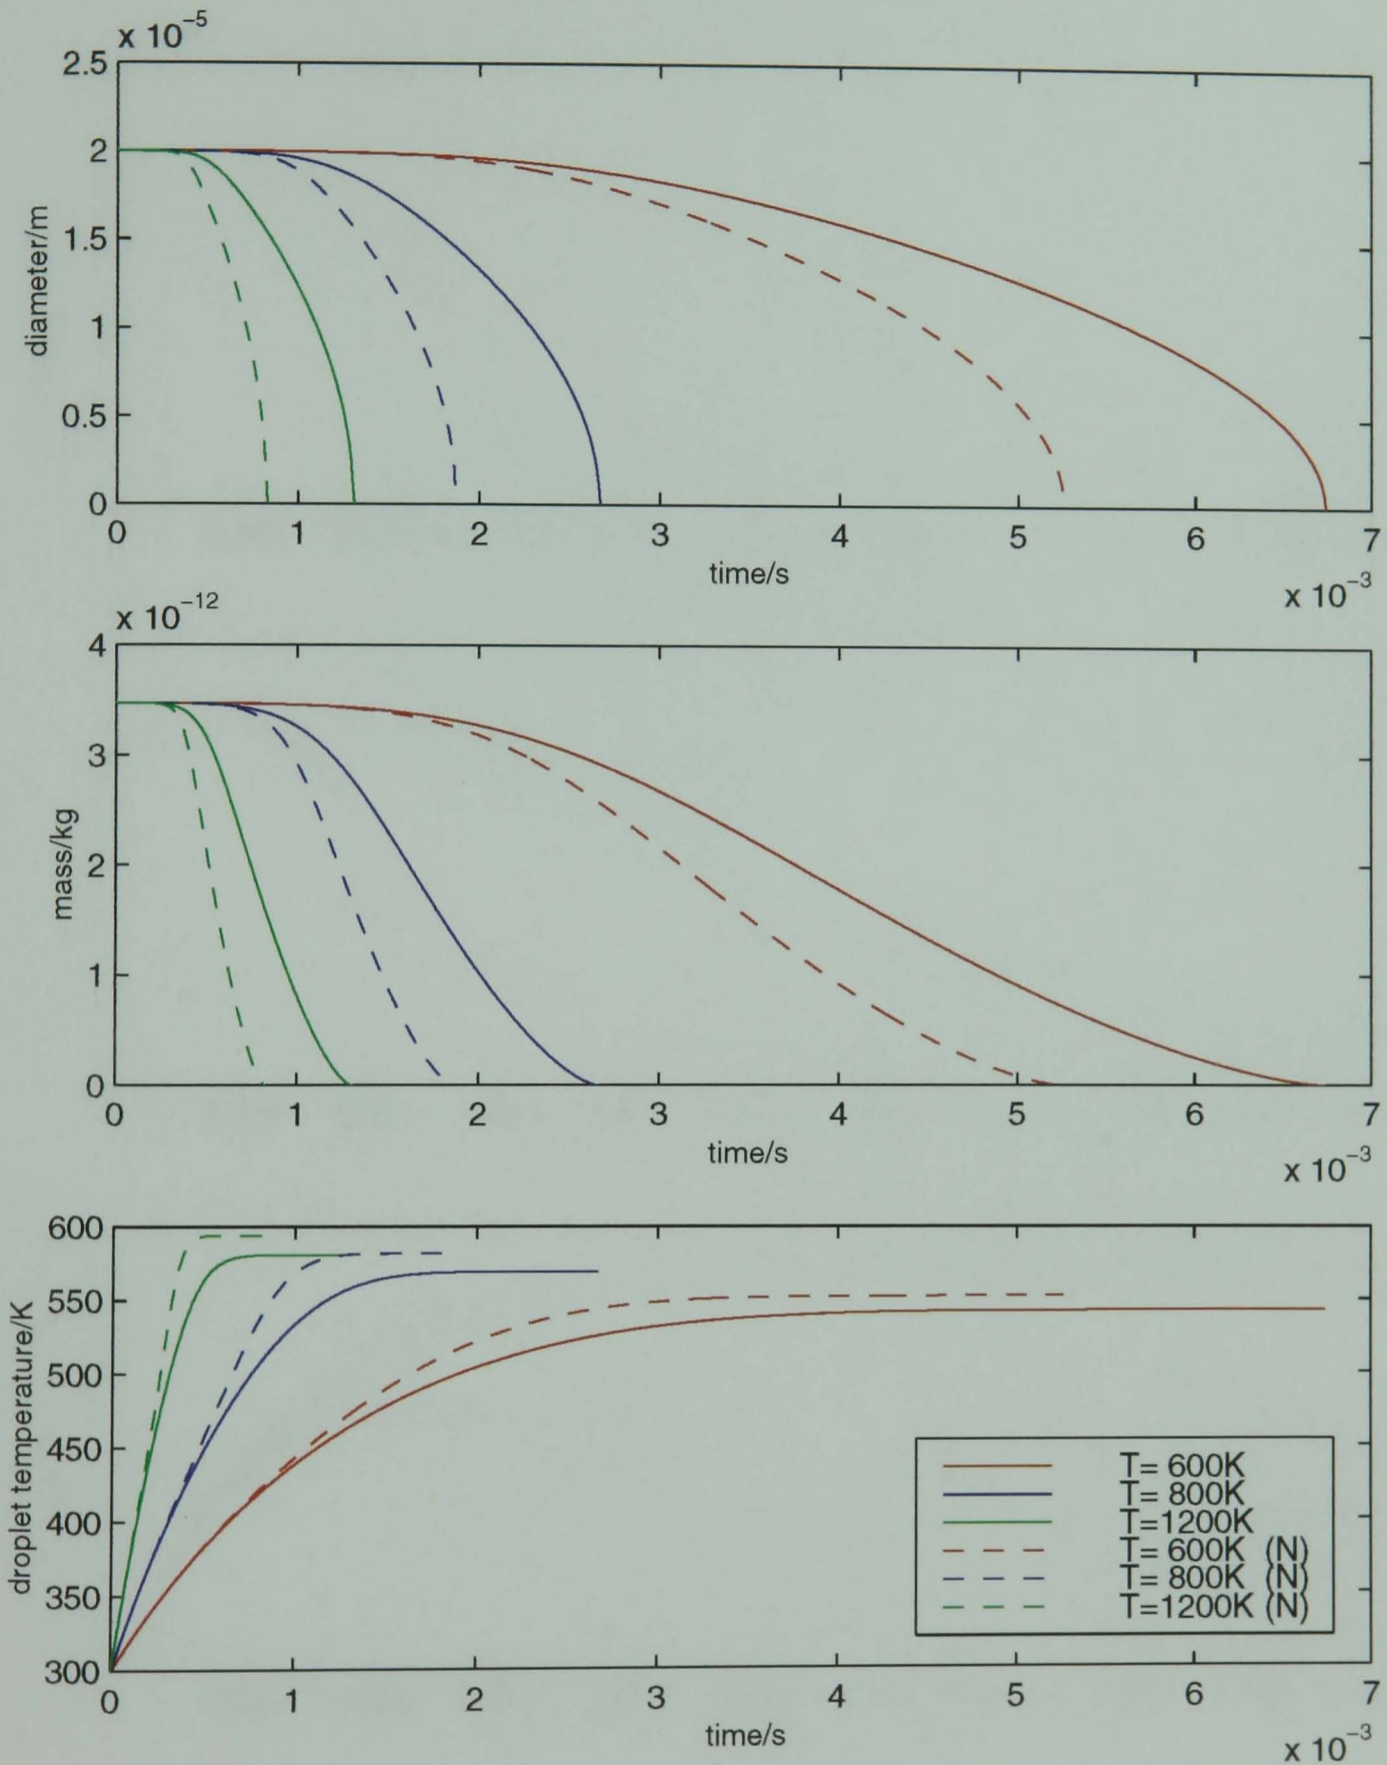 x 10^-5
2.5
2
1.5
1
0.5
0
diameter/m
0 1 2 3 4 5 6 7
time/s
x 10^-3
x 10^-12
4
3
2
1
0
mass/kg
0 1 2 3 4 5 6 7
time/s
x 10^-3
600
550
500
450
400
350
300
droplet temperature/K
T= 600K
T= 800K
T=1200K
T= 600K (N)
T= 800K (N)
T=1200K (N)
0 1 2 3 4 5 6 7
time/s
x 10^-3